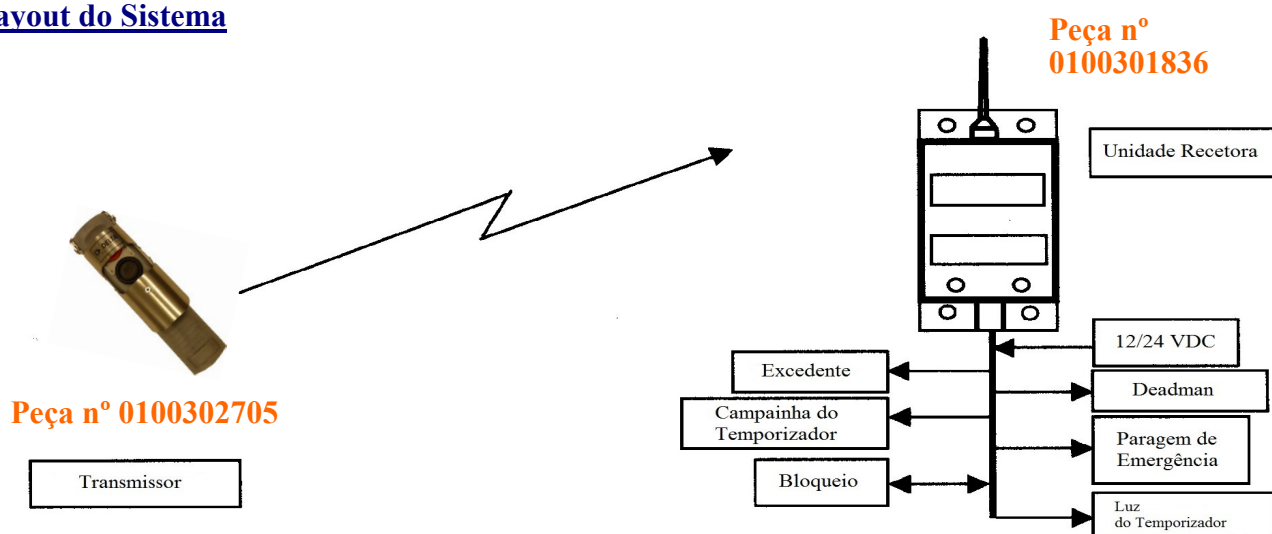 ayout do Sistema
Peça nº
0100301836
Unidade Recetora
12/24 VDC
Excedente
Deadman
Campainha do
Temporizador
Paragem de
Emergência
Bloqueio
Luz
do Temporizador
Peça nº 0100302705
Transmissor